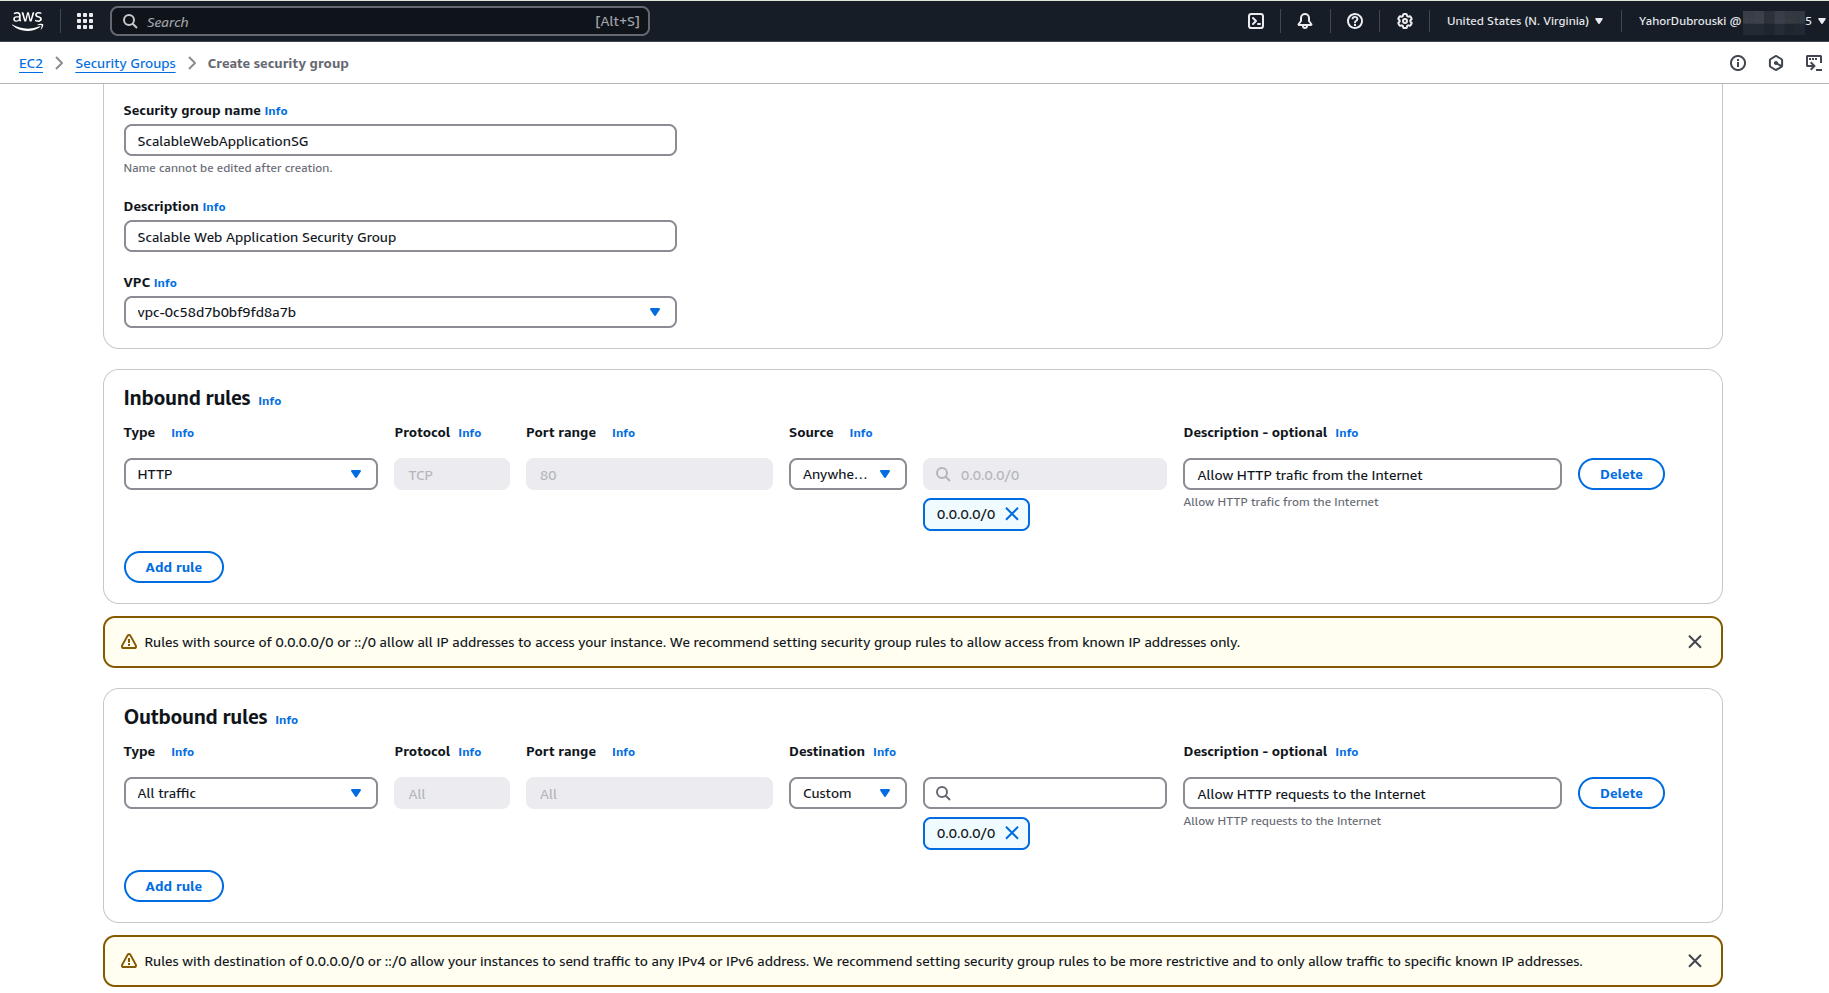 aws Search [Alt+S] United States (N. Virginia) YahorDubrouski @ 5
EC2 Security Groups Create security group
Security group name Info
ScalableWebApplicationSG
Name cannot be edited after creation.
Description Info
Scalable Web Application Security Group
VPC Info
vpc-0c58d7b0bf9fd8a7b
Inbound rules Info
Type Info Protocol Info Port range Info Source Info Description – optional Info
HTTP TCP 80 Anywhe... 0.0.0.0/0 Allow HTTP trafic from the Internet Delete
Allow HTTP trafic from the Internet
0.0.0.0/0
Add rule
Rules with source of 0.0.0.0/0 or ::/0 allow all IP addresses to access your instance. We recommend setting security group rules to allow access from known IP addresses only.
Outbound rules Info
Type Info Protocol Info Port range Info Destination Info Description – optional Info
All traffic All All Custom Allow HTTP requests to the Internet Delete
Allow HTTP requests to the Internet
0.0.0.0/0
Add rule
Rules with destination of 0.0.0.0/0 or ::/0 allow your instances to send traffic to any IPv4 or IPv6 address. We recommend setting security group rules to be more restrictive and to only allow traffic to specific known IP addresses.